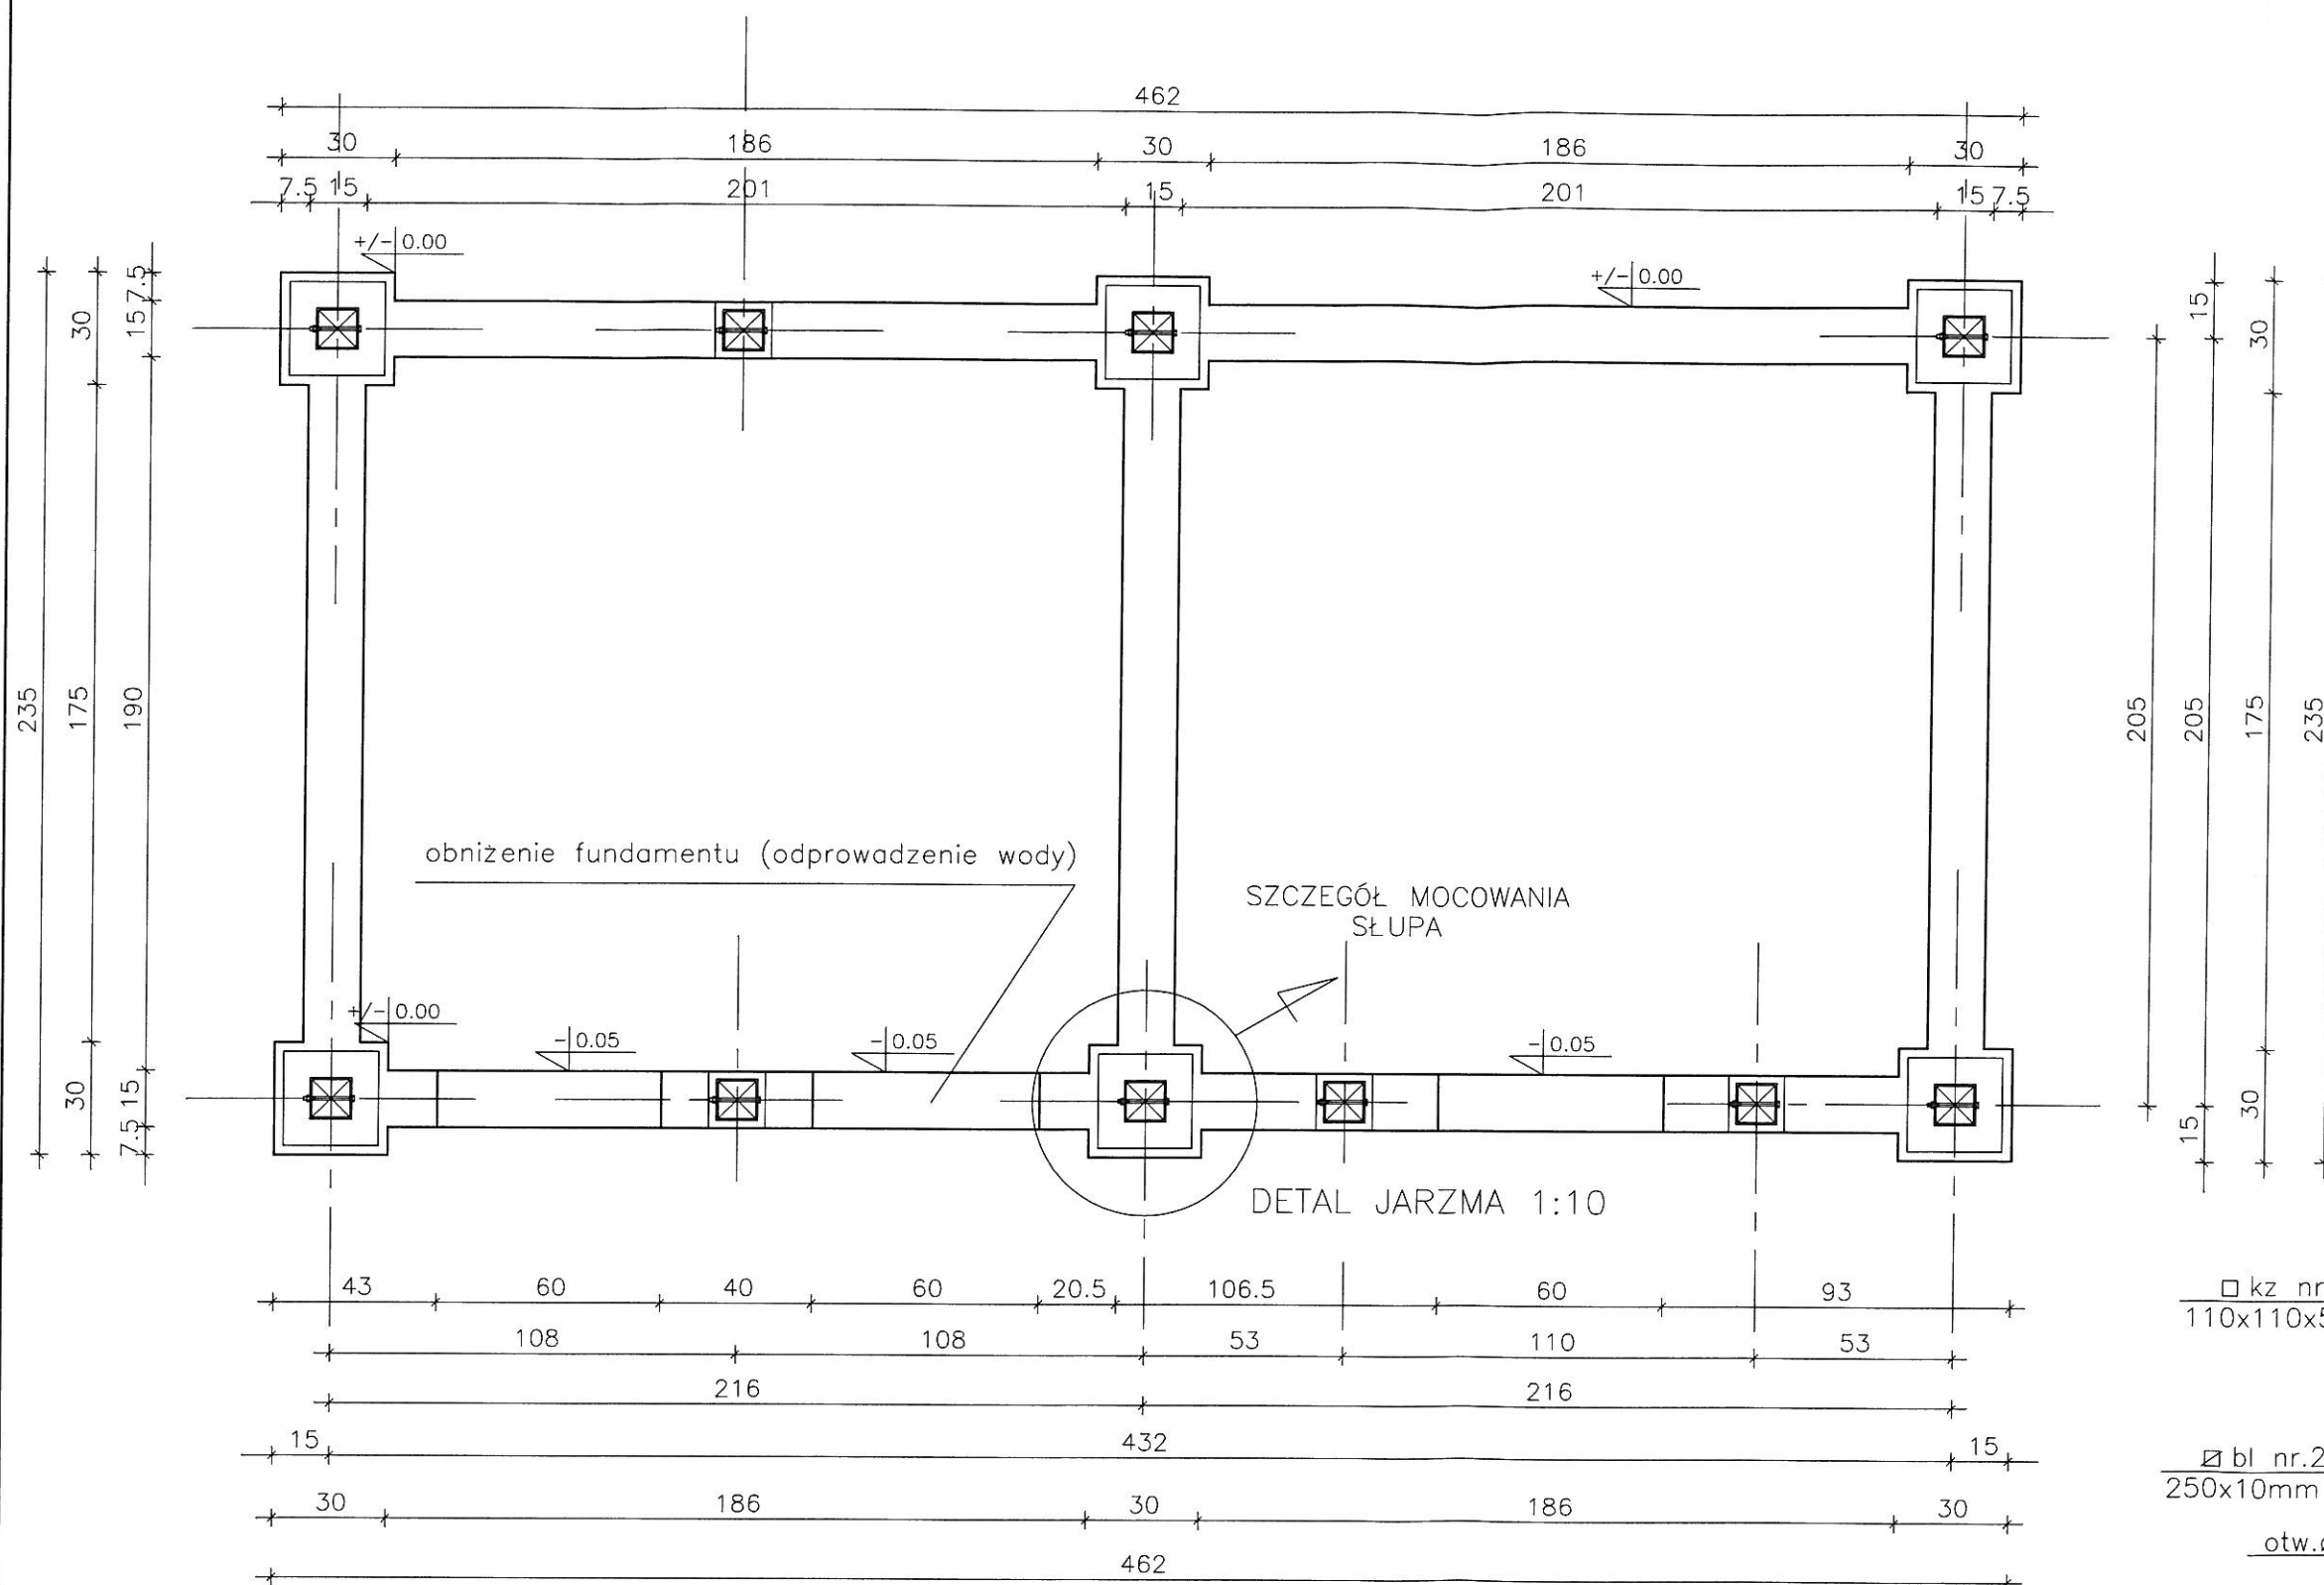 462
30 186 30 186 30
7.5 15 201 15 201 15 7.5
+/- 0.00
+/- 0.00
7.5
15
30
15
30
235
175
190
205
205
175
235
obniżenie fundamentu (odprowadzenie wody)
SZCZEGÓŁ MOCOWANIA
SŁUPA
+/- 0.00
- 0.05
- 0.05
- 0.05
30
15
7.5
30
15
DETAL JARZMA 1:10
43 60 40 60 20.5 106.5 60 93
108 108 53 110 53
216 216
15 432 15
30 186 30 186 30
462
kz nr
110x110x5
bl nr.2
250x10mm
otw.